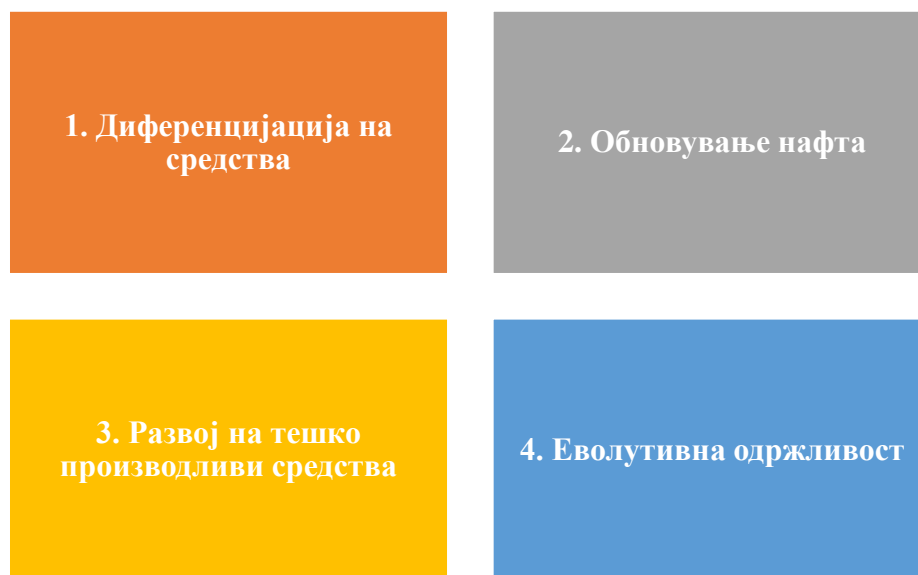 1. Диференцијација на
средства
2. Обновување нафта
3. Развој на тешко
производливи средства
4. Еволутивна одржливост